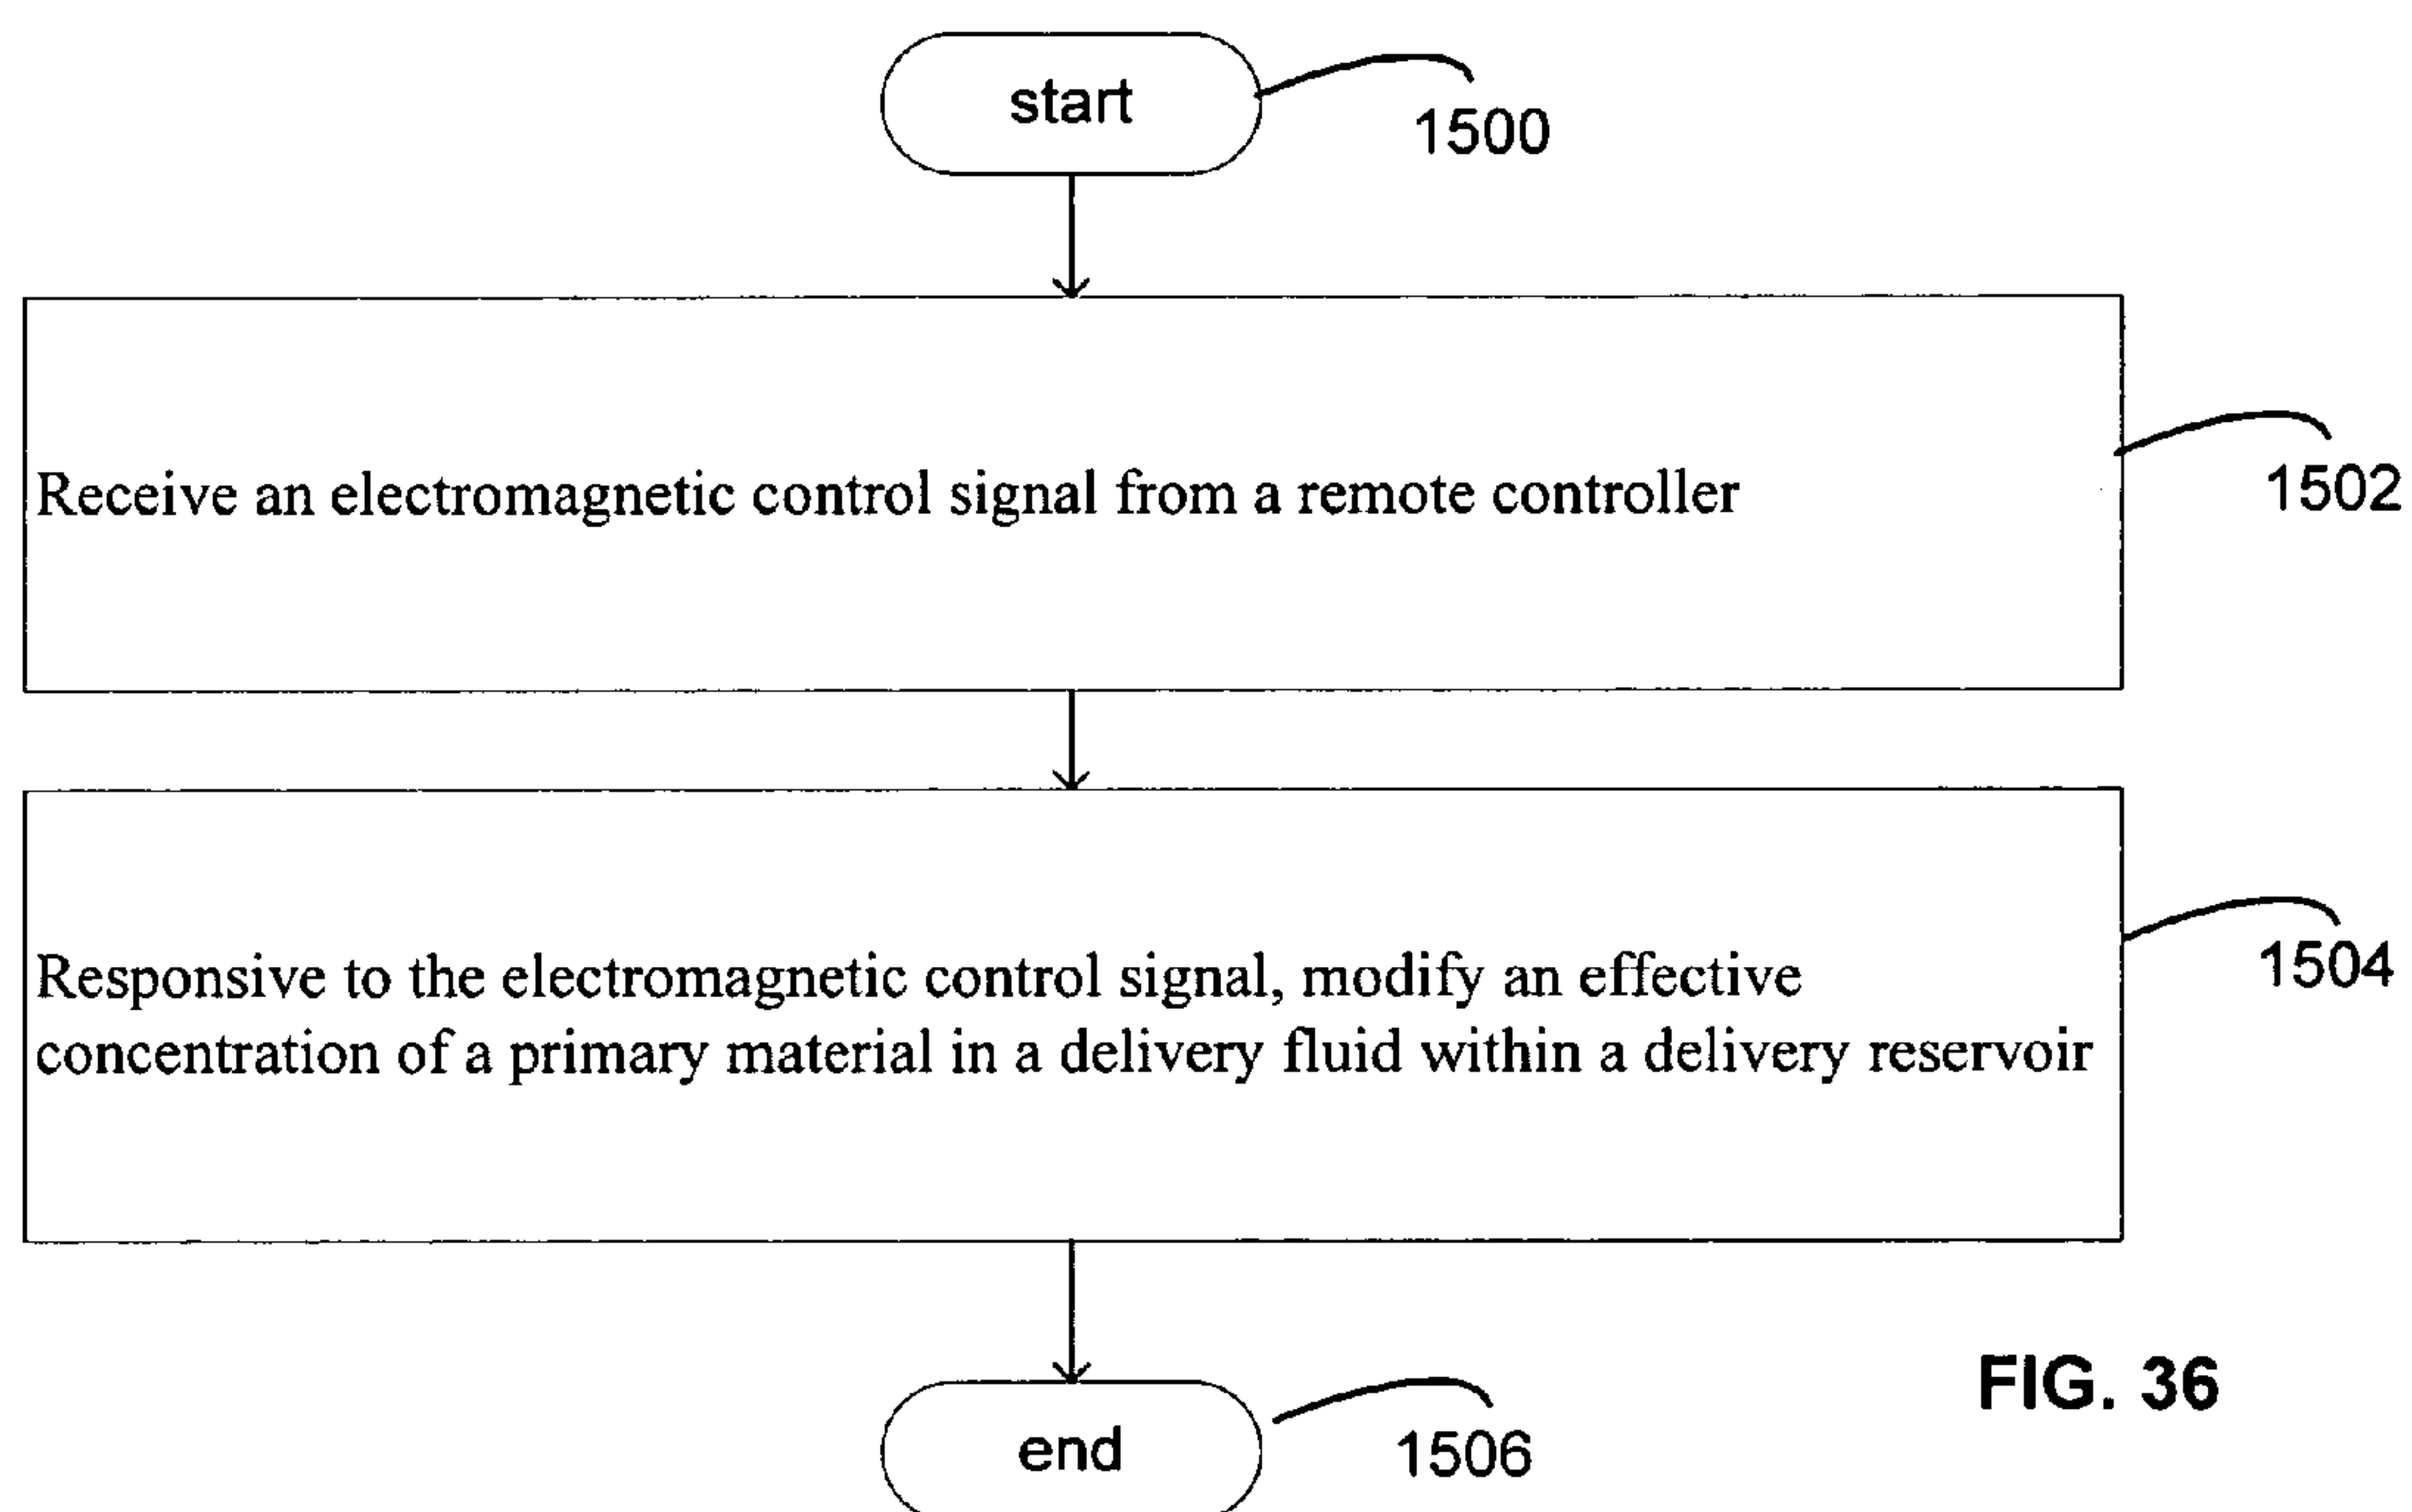 start
1500
Receive an electromagnetic control signal from a remote controller
1502
Responsive to the electromagnetic control signal, modify an effective
concentration of a primary material in a delivery fluid within a delivery reservoir
1504
end
1506
FIG. 36